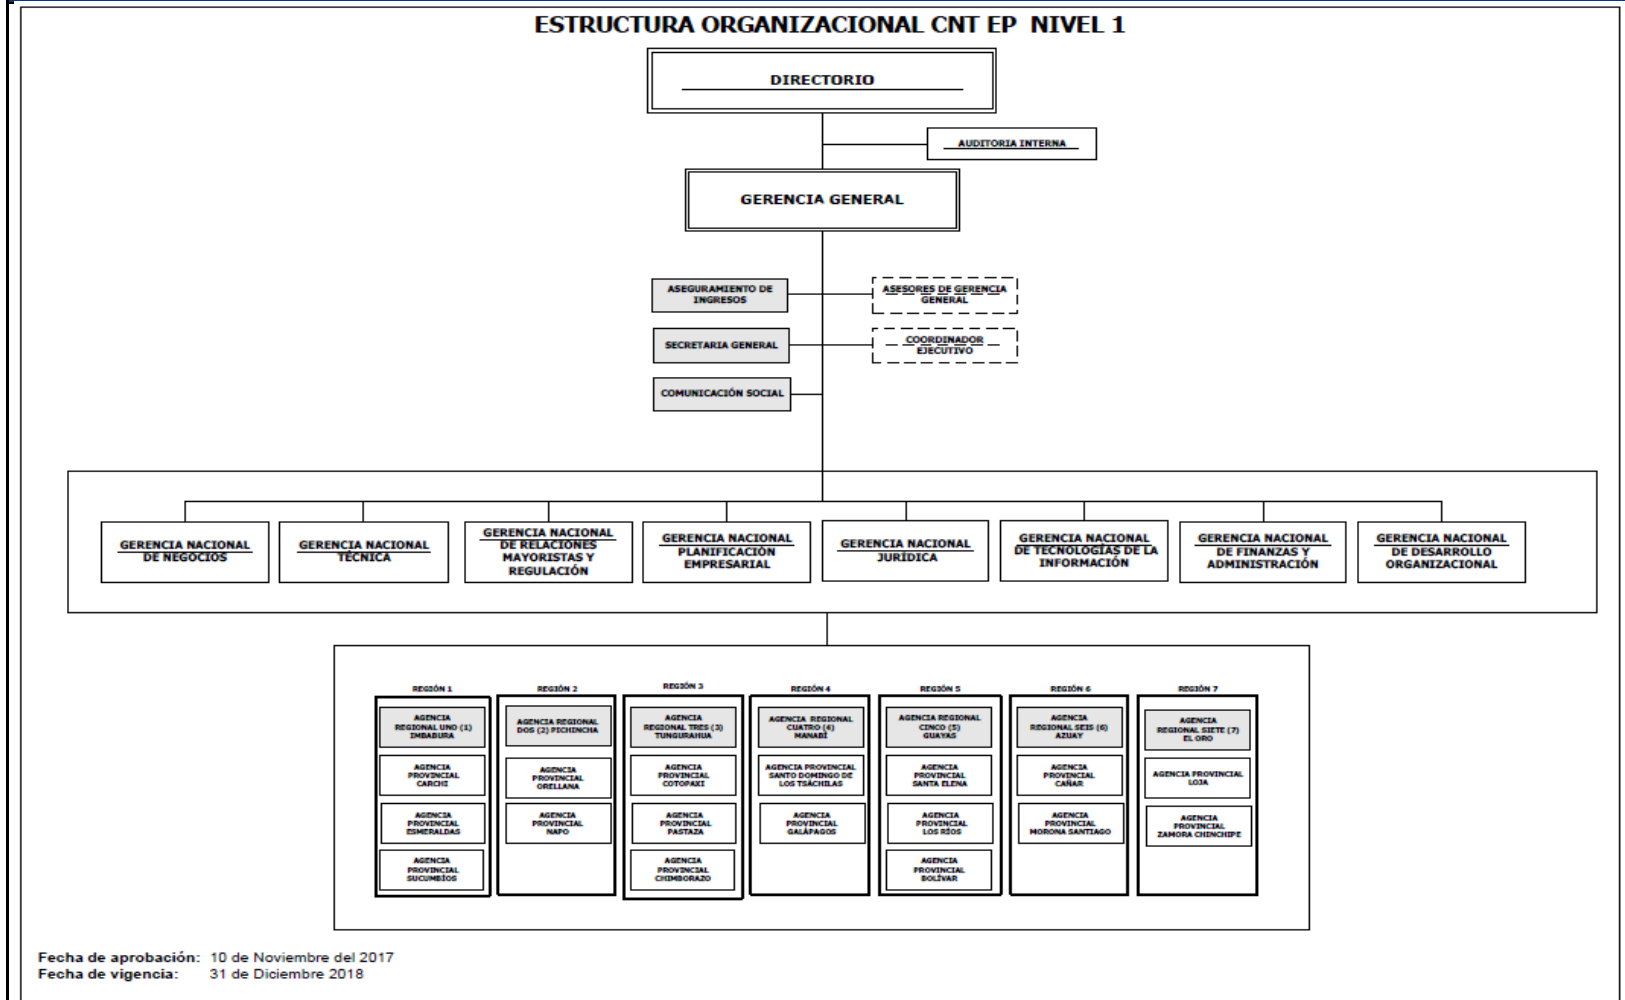 ESTRUCTURA ORGANIZACIONAL CNT EP NIVEL 1
DIRECTORIO
AUDITORIA INTERNA
GERENCIA GENERAL
ASEGURAMIENTO DE
INGRESOS
ASESORES DE GERENCIA
GENERAL
SECRETARIA GENERAL
COORDINADOR
EJECUTIVO
COMUNICACIÓN SOCIAL
GERENCIA NACIONAL
DE NEGOCIOS
GERENCIA NACIONAL
TÉCNICA
GERENCIA NACIONAL
DE RELACIONES
MAYORISTAS Y
REGULACIÓN
GERENCIA NACIONAL
PLANIFICACIÓN
EMPRESARIAL
GERENCIA NACIONAL
JURÍDICA
GERENCIA NACIONAL
DE TECNOLOGÍAS DE LA
INFORMACIÓN
GERENCIA NACIONAL
DE FINANZAS Y
ADMINISTRACIÓN
GERENCIA NACIONAL
DE DESARROLLO
ORGANIZACIONAL
REGIÓN 1
AGENCIA
REGIONAL UNO (1)
IMBABURA
AGENCIA
PROVINCIAL
CARCHI
AGENCIA
PROVINCIAL
ESMERALDAS
AGENCIA
PROVINCIAL
SUCUMBÍOS
REGIÓN 2
AGENCIA REGIONAL
DOS (2) PICHINCHA
AGENCIA
PROVINCIAL
ORELLANA
AGENCIA
PROVINCIAL
NAPO
REGIÓN 3
AGENCIA
REGIONAL TRES (3)
TUNGURAHUA
AGENCIA
PROVINCIAL
COTOPAXI
AGENCIA
PROVINCIAL
PASTAZA
AGENCIA
PROVINCIAL
CHIMBORAZO
REGIÓN 4
AGENCIA REGIONAL
CUATRO (4)
MANABÍ
AGENCIA PROVINCIAL
SANTO DOMINGO DE
LOS TSÁCHILAS
AGENCIA
PROVINCIAL
GALÁPAGOS
REGIÓN 5
AGENCIA REGIONAL
CINCO (5)
GUAYAS
AGENCIA
PROVINCIAL
SANTA ELENA
AGENCIA
PROVINCIAL
LOS RÍOS
AGENCIA
PROVINCIAL
BOLÍVAR
REGIÓN 6
AGENCIA
REGIONAL SEIS (6)
AZUAY
AGENCIA
PROVINCIAL
CAÑAR
AGENCIA
PROVINCIAL
MORONA SANTIAGO
REGIÓN 7
AGENCIA
REGIONAL SIETE (7)
EL ORO
AGENCIA PROVINCIAL
LOJA
AGENCIA
PROVINCIAL
ZAMORA CHINCHIPE
Fecha de aprobación: 10 de Noviembre del 2017
Fecha de vigencia: 31 de Diciembre 2018